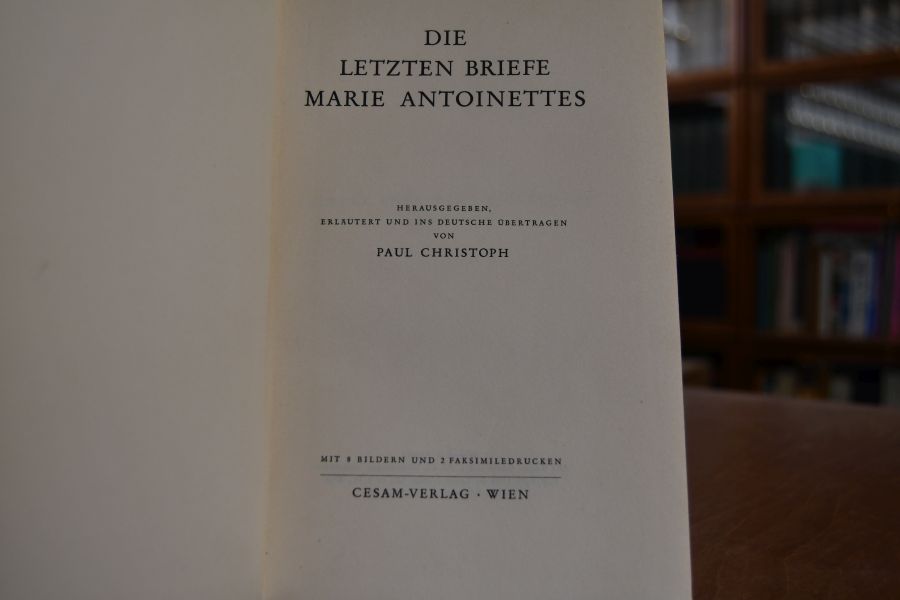 DIE
LETZTEN BRIEFE
MARIE ANTOINETTES
HERAUSGEGEBEN,
ERLÄUTERT UND INS DEUTSCHE ÜBERTRAGEN
VON
PAUL CHRISTOPH
MIT 8 BILDERN UND 2 FAKSIMILEDRUCKEN
CESAM-VERLAG · WIEN